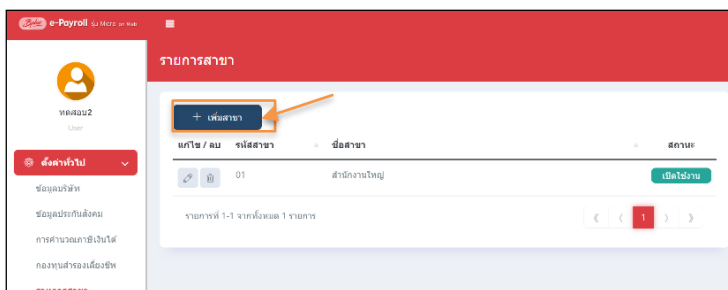 e-Payroll รุ่น Micro on Web
รายการสาขา
ทดสอบ2
User
+ เพิ่มสาขา
แก้ไข / ลบ รหัสสาขา ชื่อสาขา สถานะ
01 สำนักงานใหญ่ เปิดใช้งาน
รายการที่ 1-1 จากทั้งหมด 1 รายการ
1
ตั้งค่าทั่วไป
ข้อมูลบริษัท
ข้อมูลประกันสังคม
การคำนวณภาษีเงินได้
กองทุนสำรองเลี้ยงชีพ